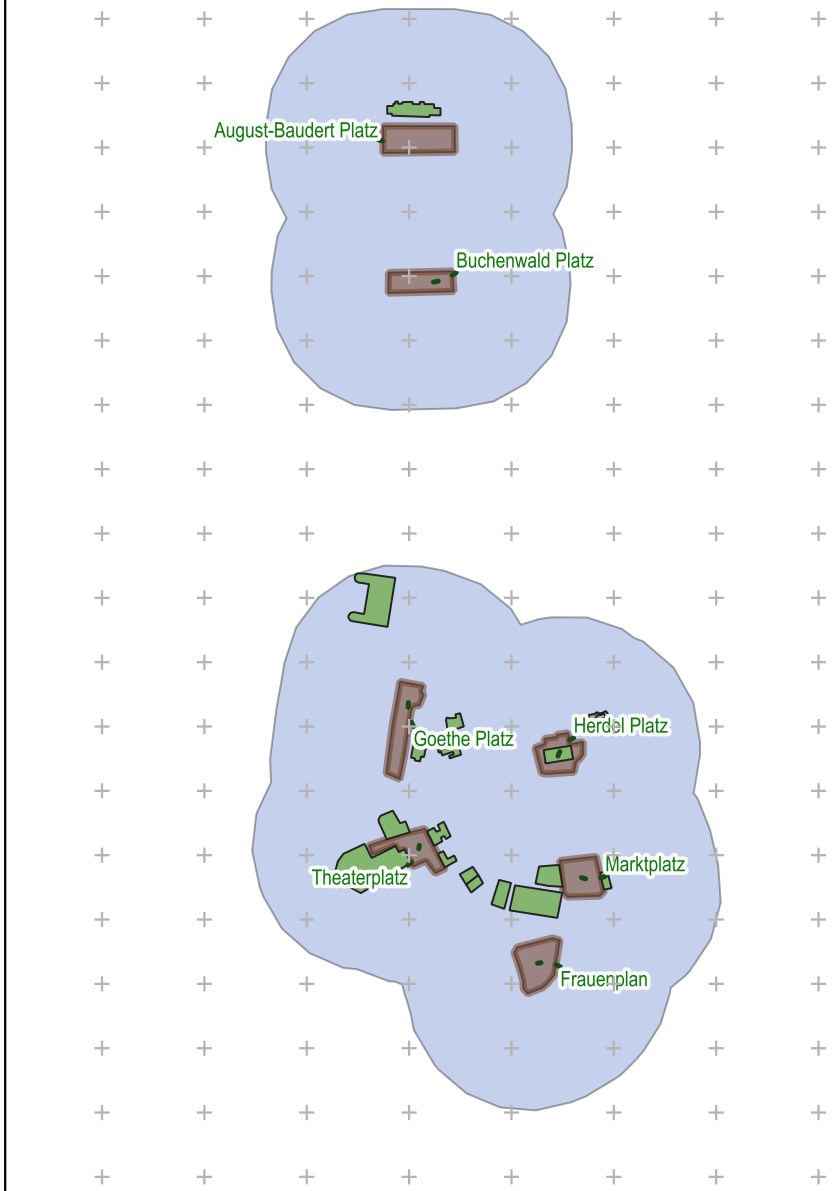 August-Baudert Platz
Buchenwald Platz
Herdel Platz
Goethe Platz
Marktplatz
Theaterplatz
Frauenplan